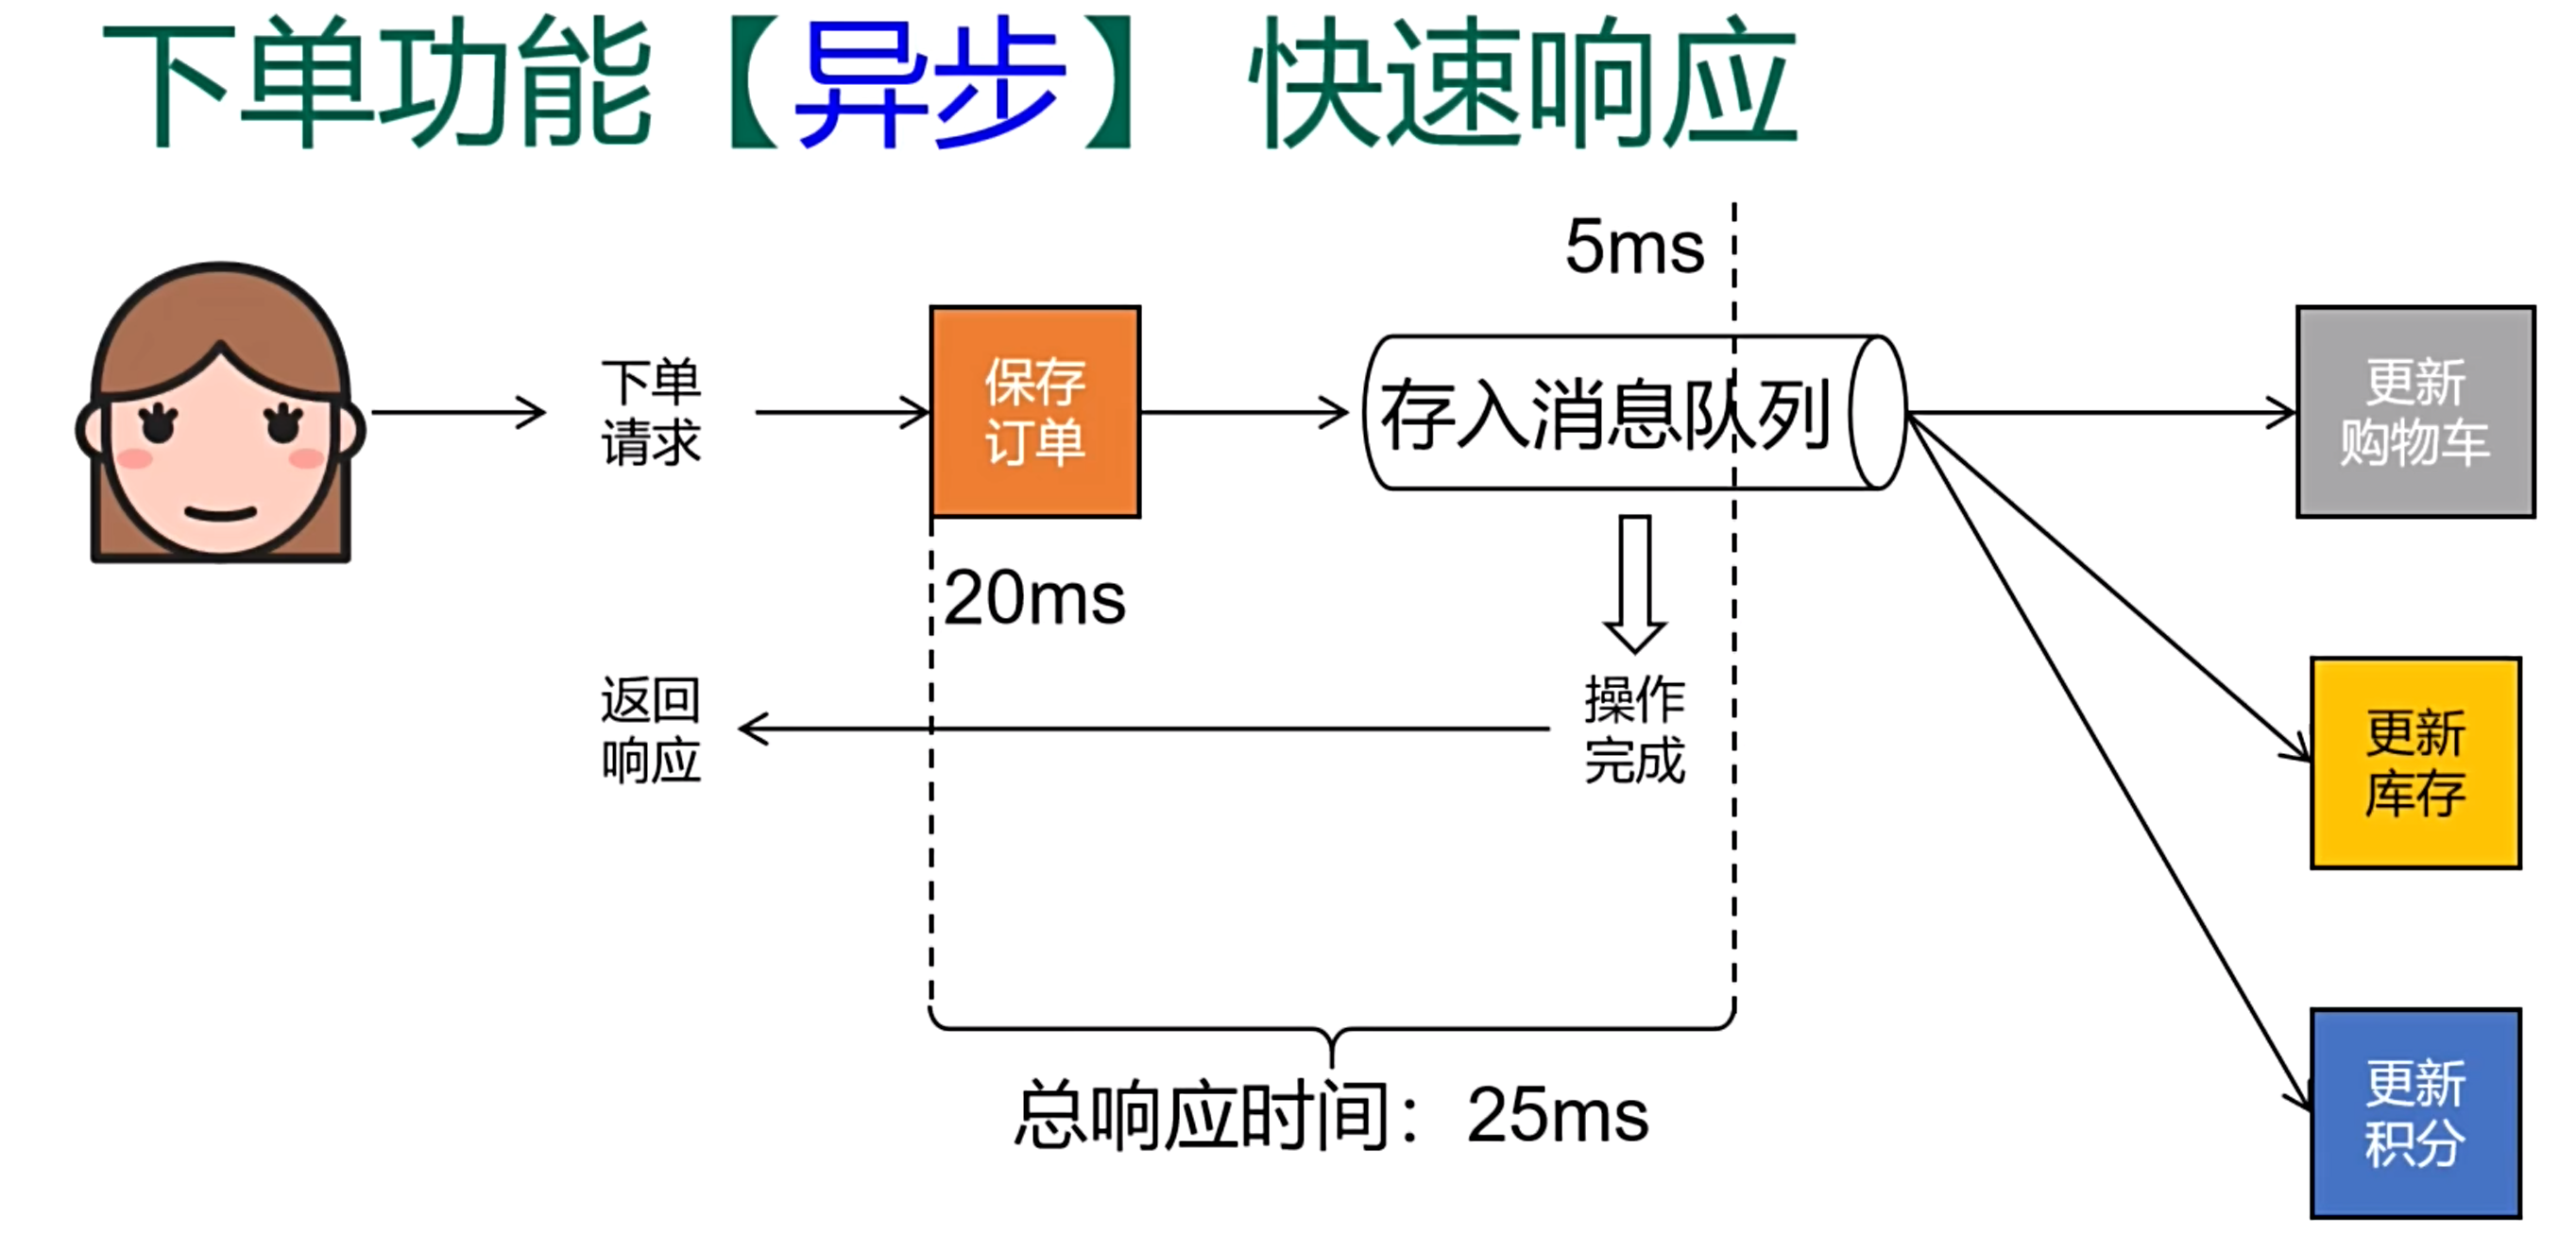 下单功能【异步】 快速响应
5ms
下单
请求
保存
订单
存入消息队列
更新
购物车
20ms
返回
响应
操作
完成
更新
库存
总响应时间：25ms
更新
积分